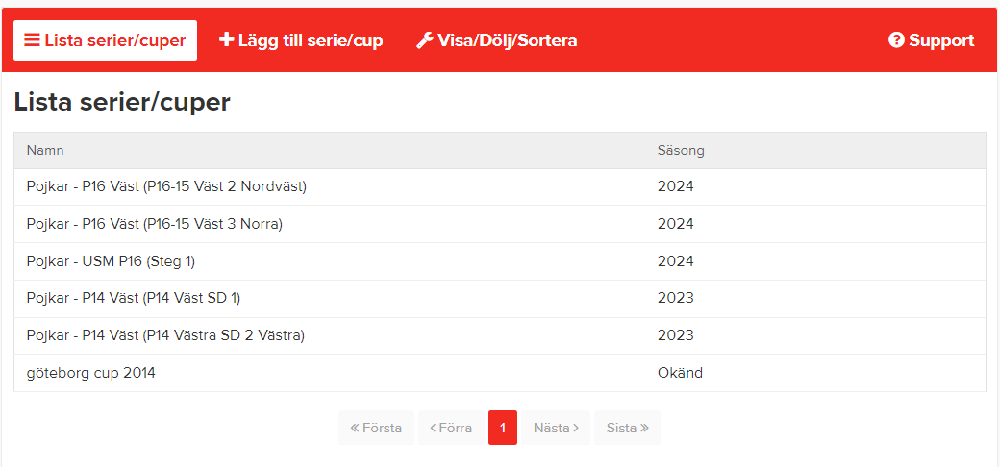 Lista serier/cuper Lägg till serie/cup Visa/Dölj/Sortera Support
Lista serier/cuper
Namn Säsong
Pojkar - P16 Väst (P16-15 Väst 2 Nordväst) 2024
Pojkar - P16 Väst (P16-15 Väst 3 Norra) 2024
Pojkar - USM P16 (Steg 1) 2024
Pojkar - P14 Väst (P14 Väst SD 1) 2023
Pojkar - P14 Väst (P14 Västra SD 2 Västra) 2023
göteborg cup 2014 Okänd
« Första ‹ Förra 1 Nästa › Sista »